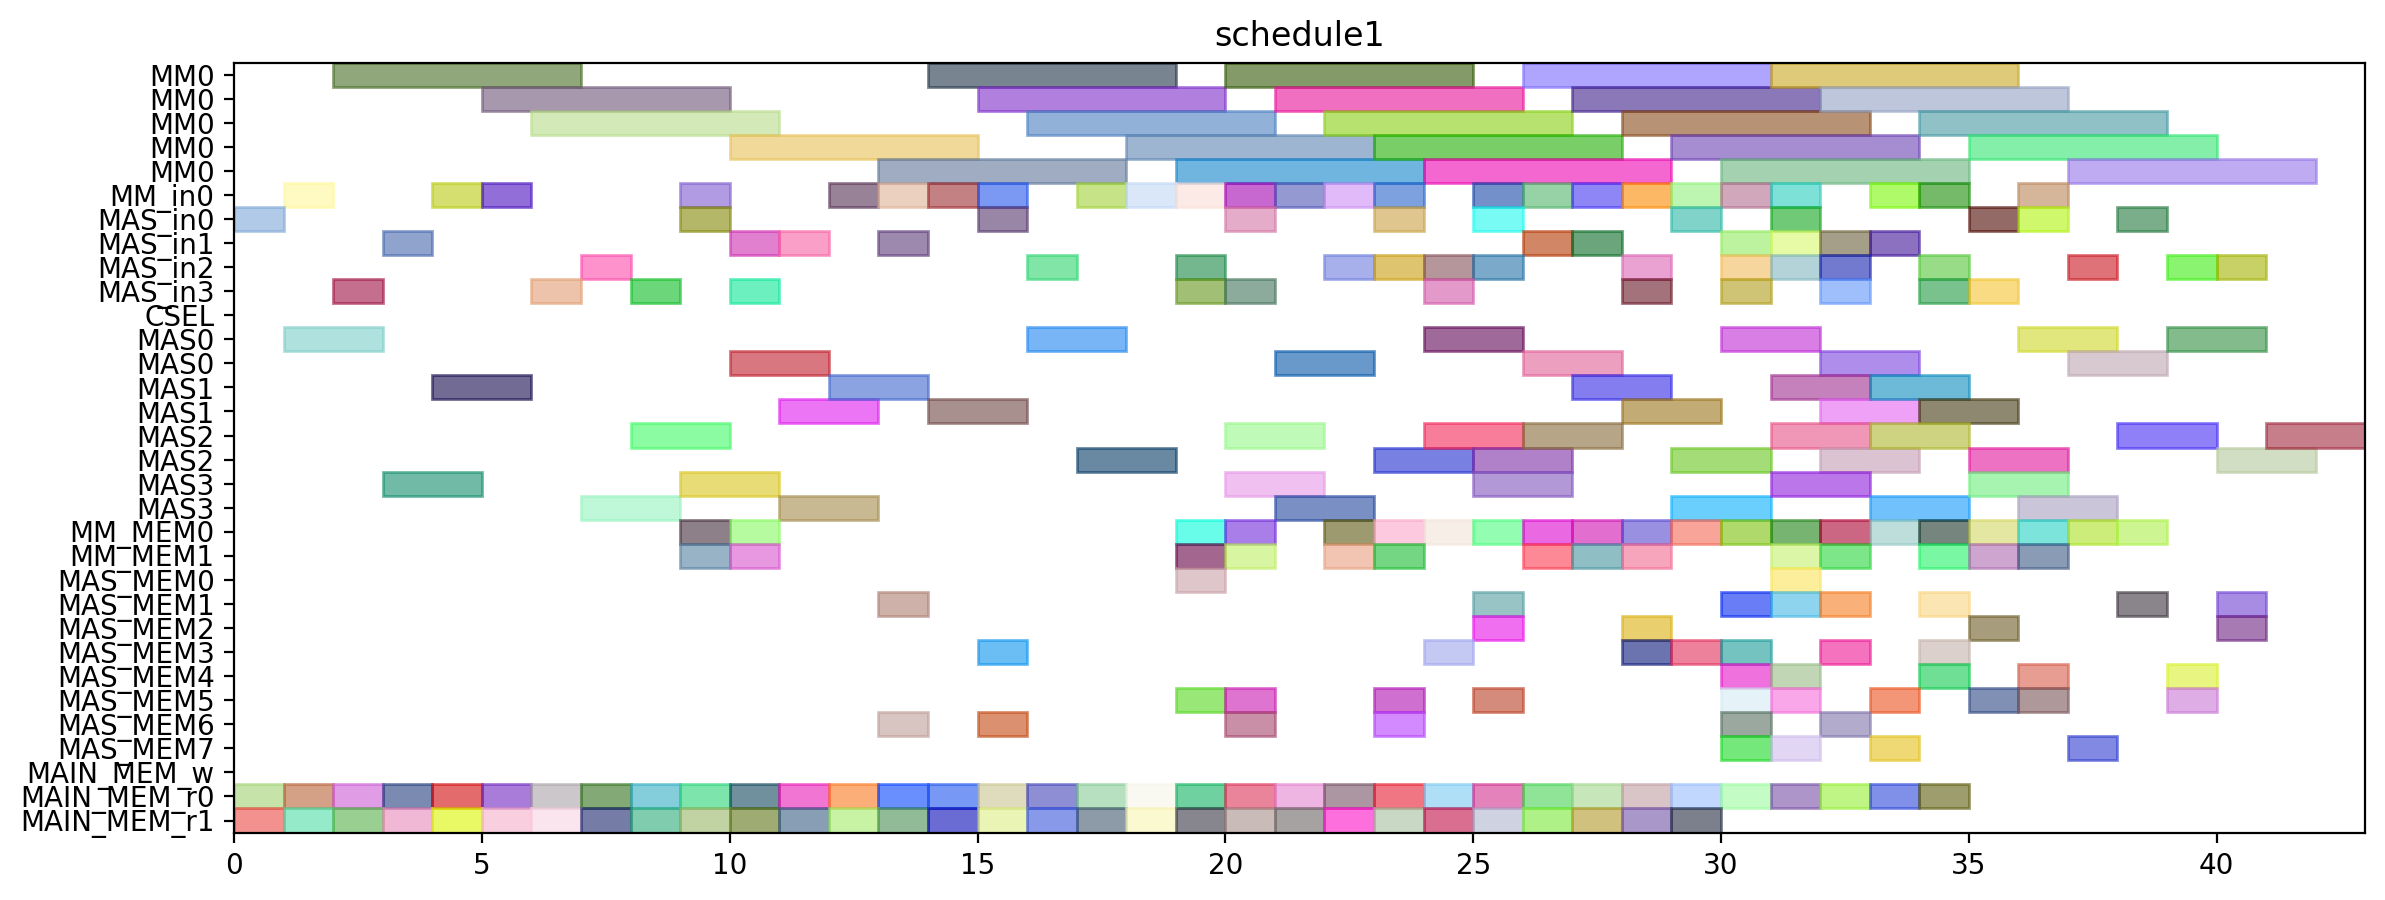 schedule1
MM0
MM0
MM0
MM0
MM0
MM_in0
MAS_in0
MAS_in1
MAS_in2
MAS_in3
CSEL
MAS0
MAS0
MAS1
MAS1
MAS2
MAS2
MAS3
MAS3
MM_MEM0
MM_MEM1
MAS_MEM0
MAS_MEM1
MAS_MEM2
MAS_MEM3
MAS_MEM4
MAS_MEM5
MAS_MEM6
MAS_MEM7
MAIN_MEM_w
MAIN_MEM_r0
MAIN_MEM_r1
0 5 10 15 20 25 30 35 40